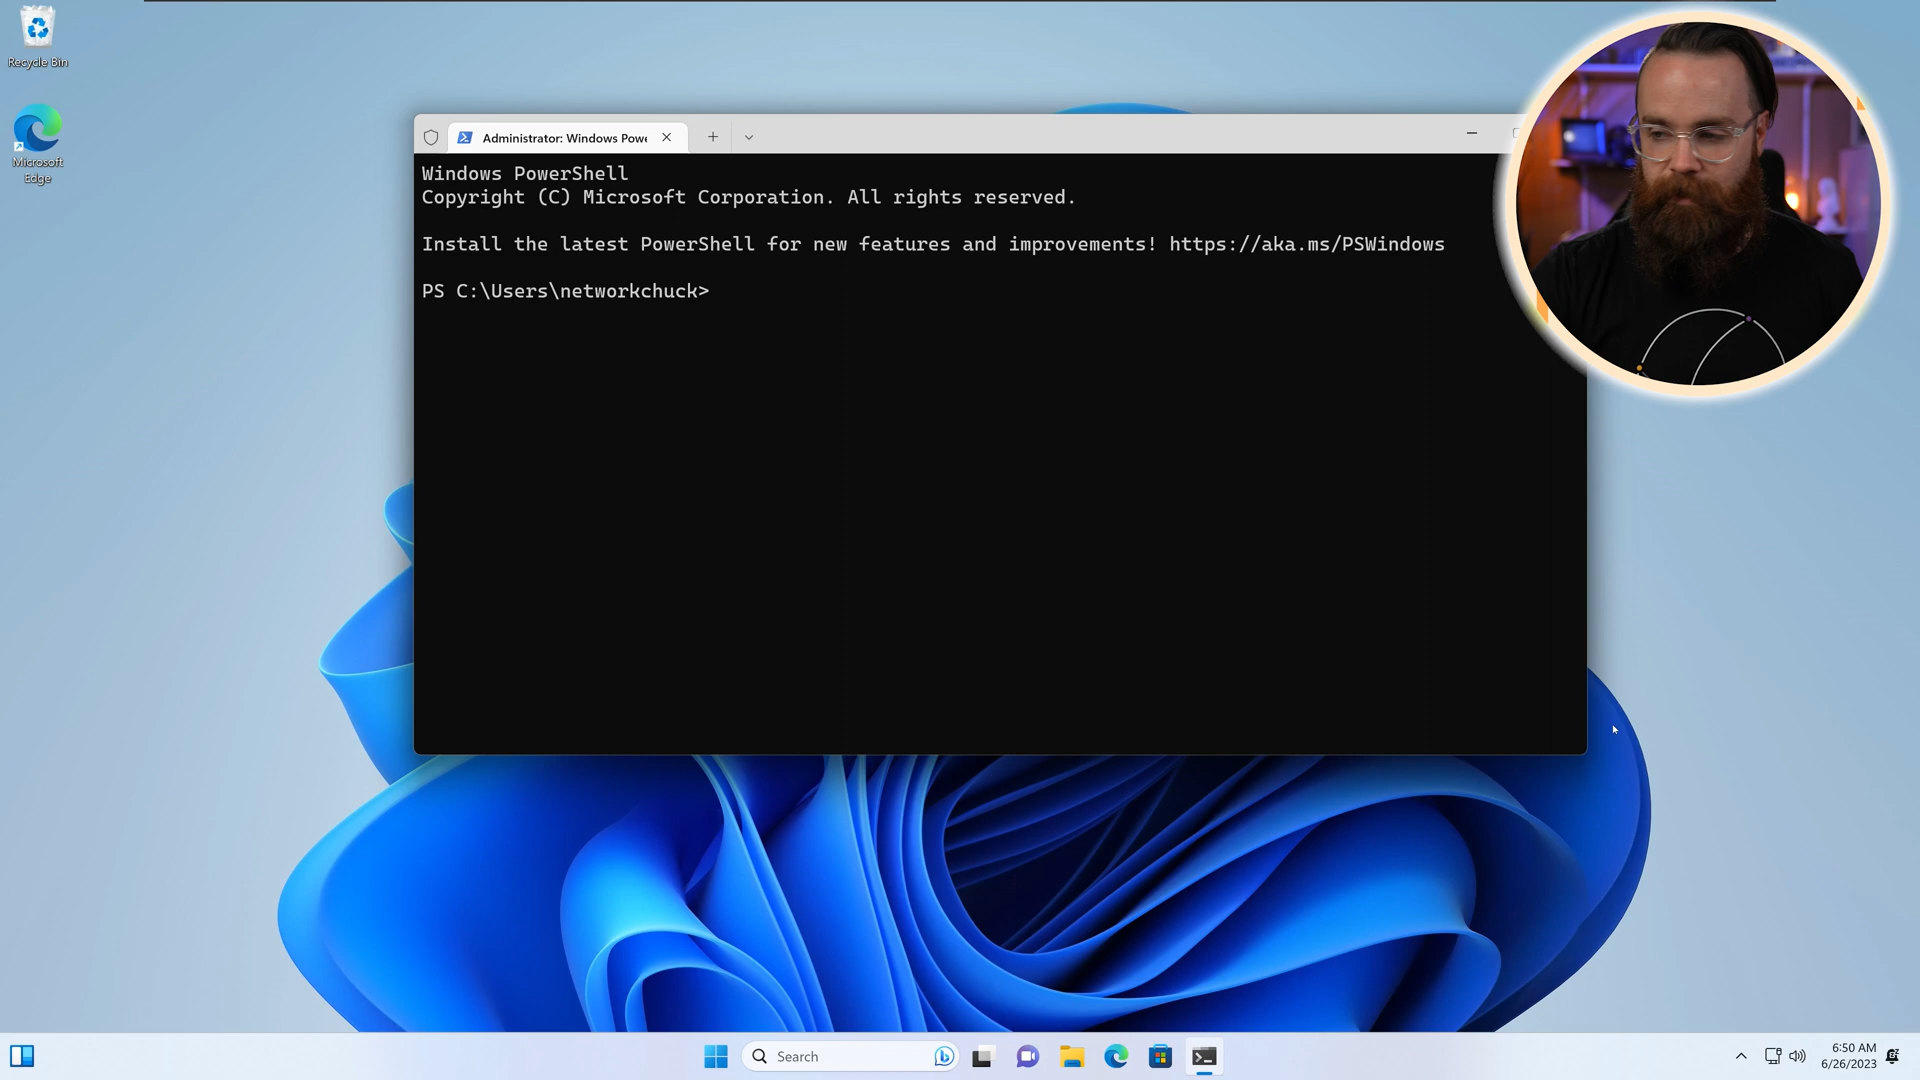 Recycle Bin
Microsoft
Edge
Administrator: Windows Powe
Windows PowerShell
Copyright (C) Microsoft Corporation. All rights reserved.
Install the latest PowerShell for new features and improvements! https://aka.ms/PSWindows
PS C:\Users\networkchuck>
Search
6:50 AM
6/26/2023